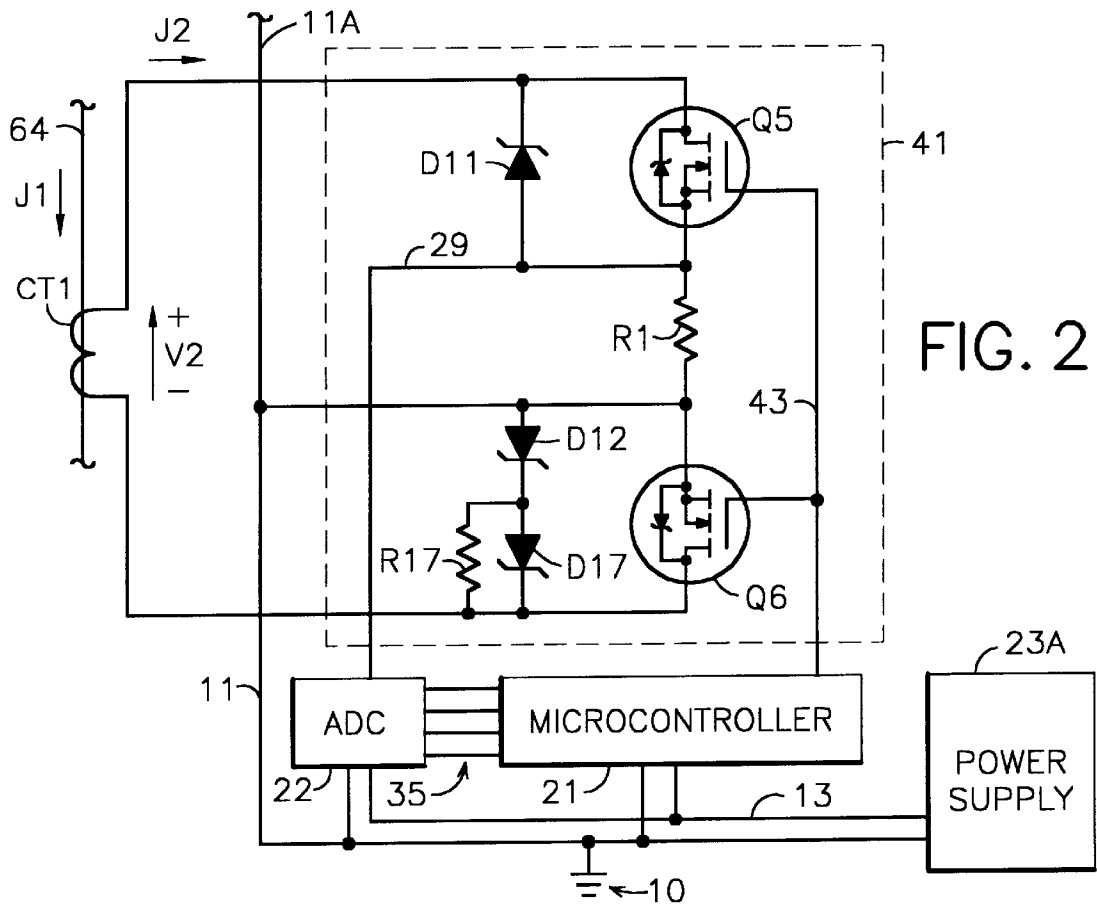 J2
11A
64
D11
Q5
41
J1
29
CT1
+
V2
−
R1
FIG. 2
43
D12
R17
D17
Q6
23A
11
ADC
MICROCONTROLLER
POWER
SUPPLY
22
35
21
13
10